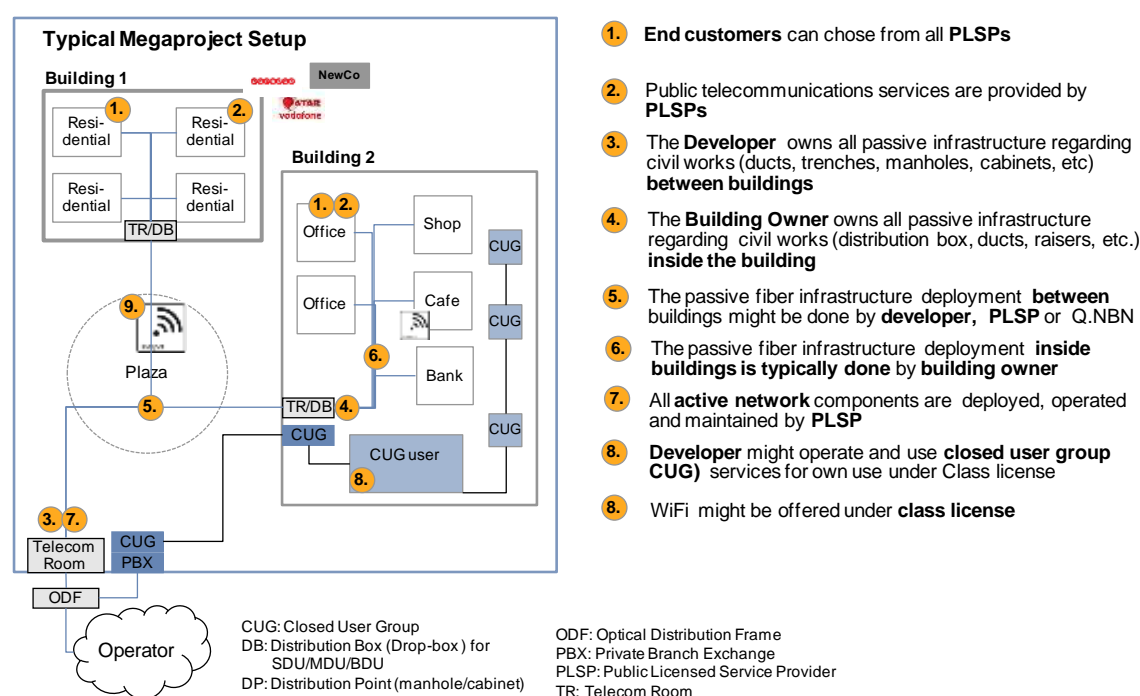 Typical Megaproject Setup
Building 1
ooredoo
NewCo
QATAR
vodafone
1.
2.
Resi-
dential
Resi-
dential
Resi-
dential
Resi-
dential
TR/DB
Building 2
1. 2.
Office
Shop
CUG
Office
Cafe
CUG
6.
Bank
TR/DB
4.
CUG
CUG
CUG user
8.
9.
Plaza
5.
3. 7.
Telecom
Room
CUG
PBX
ODF
Operator
1. End customers can chose from all PLSPs
2. Public telecommunications services are provided by
PLSPs
3. The Developer owns all passive infrastructure regarding
civil works (ducts, trenches, manholes, cabinets, etc)
between buildings
4. The Building Owner owns all passive infrastructure
regarding civil works (distribution box, ducts, raisers, etc.)
inside the building
5. The passive fiber infrastructure deployment between
buildings might be done by developer, PLSP or Q.NBN
6. The passive fiber infrastructure deployment inside
buildings is typically done by building owner
7. All active network components are deployed, operated
and maintained by PLSP
8. Developer might operate and use closed user group
CUG) services for own use under Class license
8. WiFi might be offered under class license
CUG: Closed User Group
DB: Distribution Box (Drop-box ) for
SDU/MDU/BDU
DP: Distribution Point (manhole/cabinet)
ODF: Optical Distribution Frame
PBX: Private Branch Exchange
PLSP: Public Licensed Service Provider
TR: Telecom Room